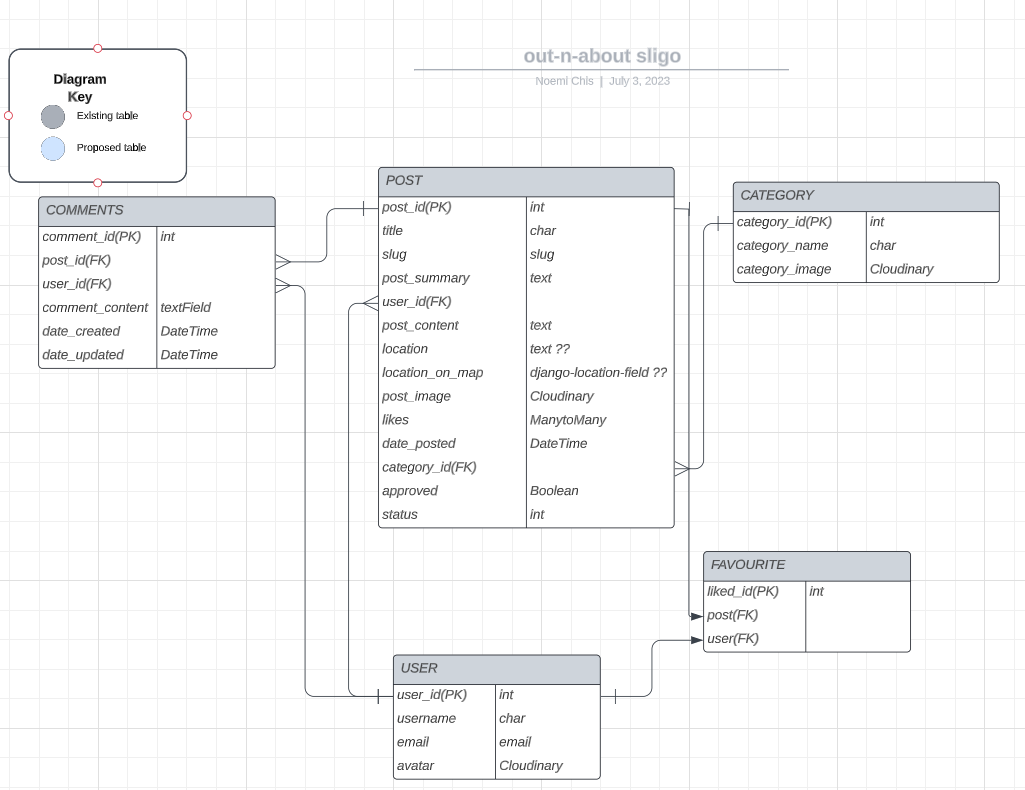 out-n-about sligo
Noemi Chis | July 3, 2023
Diagram
Key
Existing table
Proposed table
COMMENTS
comment_id(PK) int
post_id(FK)
user_id(FK)
comment_content textField
date_created DateTime
date_updated DateTime
POST
post_id(PK) int
title char
slug slug
post_summary text
user_id(FK)
post_content text
location text ??
location_on_map django-location-field ??
post_image Cloudinary
likes ManytoMany
date_posted DateTime
category_id(FK)
approved Boolean
status int
CATEGORY
category_id(PK) int
category_name char
category_image Cloudinary
FAVOURITE
liked_id(PK) int
post(FK)
user(FK)
USER
user_id(PK) int
username char
email email
avatar Cloudinary